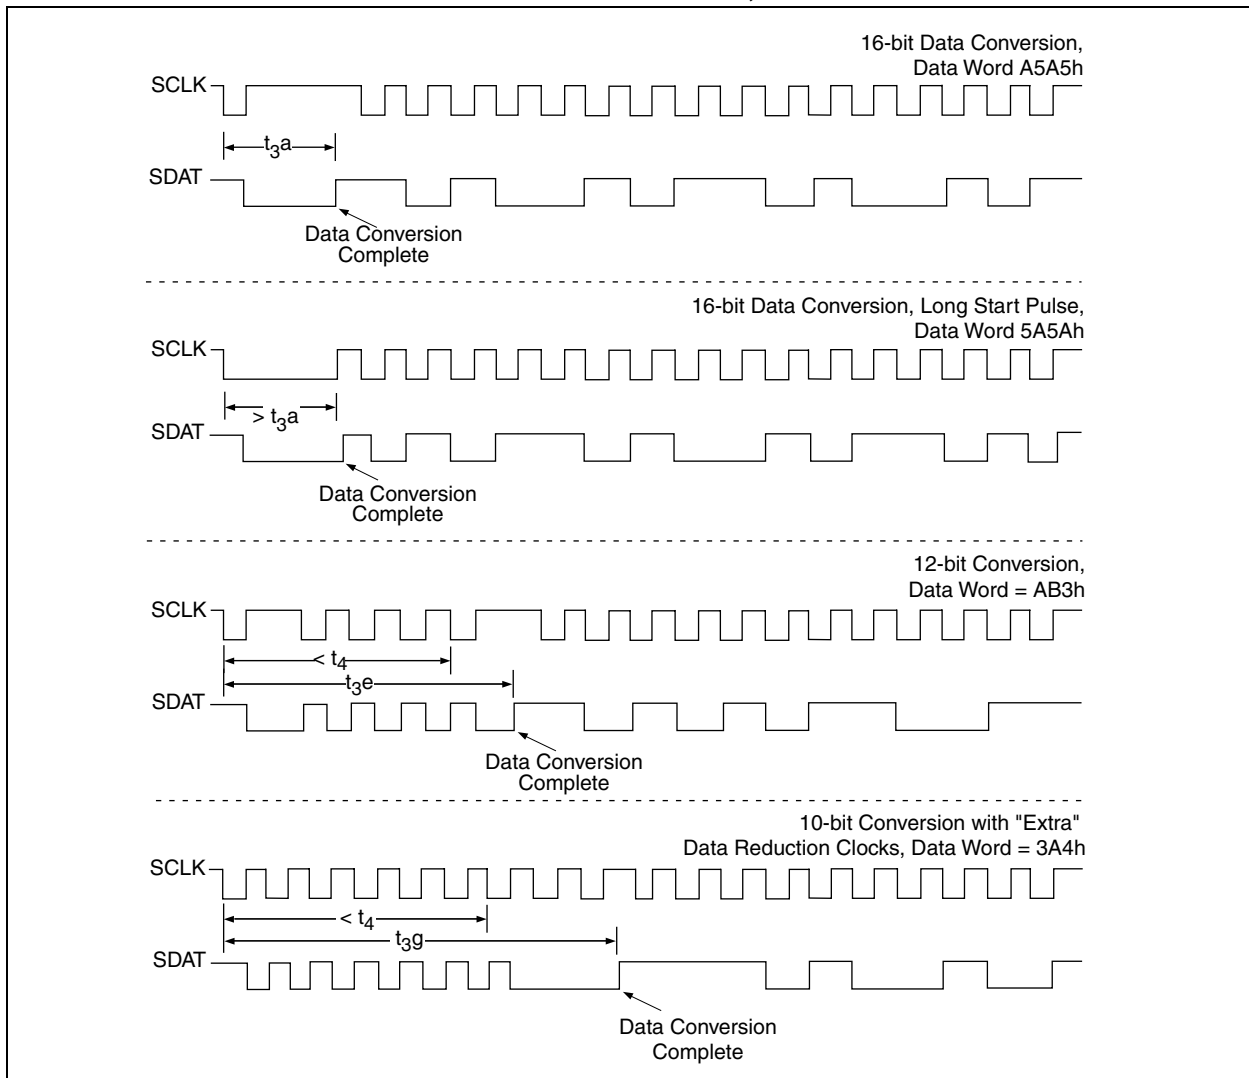 16-bit Data Conversion,
Data Word A5A5h
SCLK
t3a
SDAT
Data Conversion
Complete
16-bit Data Conversion, Long Start Pulse,
Data Word 5A5Ah
SCLK
> t3a
SDAT
Data Conversion
Complete
12-bit Conversion,
Data Word = AB3h
SCLK
< t4
t3e
SDAT
Data Conversion
Complete
10-bit Conversion with "Extra"
Data Reduction Clocks, Data Word = 3A4h
SCLK
< t4
t3g
SDAT
Data Conversion
Complete